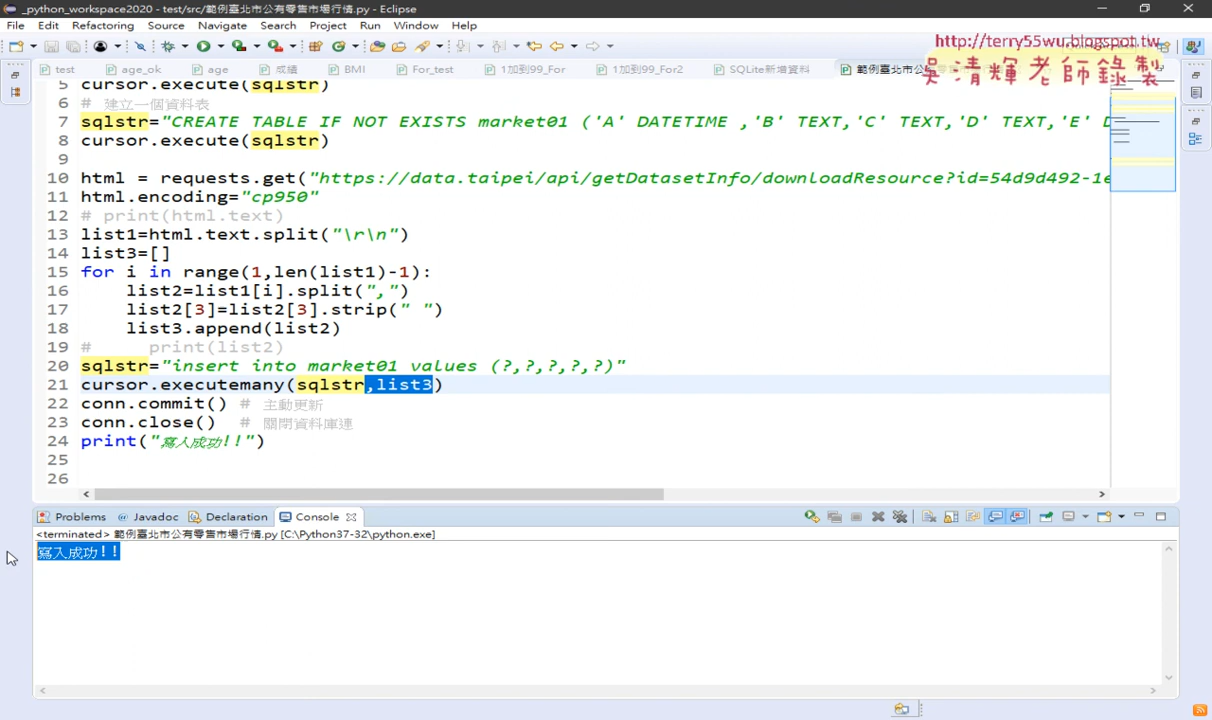 _python_workspace2020 - test/src/範例臺北市公有零售市場行情.py - Eclipse
File Edit Refactoring Source Navigate Search Project Run Window Help
http://terry55wu.blogspot.tw
吳清輝老師錄製
test age_ok age 成績 BMI For_test 1加到99_For 1加到99_For2 SQLite新增資料 範例臺北市公
5 cursor.execute(sqlstr)
6 # 建立一個資料表
7 sqlstr="CREATE TABLE IF NOT EXISTS market01 ('A' DATETIME ,'B' TEXT,'C' TEXT,'D' TEXT,'E' D
8 cursor.execute(sqlstr)
9
10 html = requests.get("https://data.taipei/api/getDatasetInfo/downloadResource?id=54d9d492-1e
11 html.encoding="cp950"
12 # print(html.text)
13 list1=html.text.split("\r\n")
14 list3=[]
15 for i in range(1,len(list1)-1):
16 list2=list1[i].split(",")
17 list2[3]=list2[3].strip(" ")
18 list3.append(list2)
19 # print(list2)
20 sqlstr="insert into market01 values (?,?,?,?,?)"
21 cursor.executemany(sqlstr,list3)
22 conn.commit() # 主動更新
23 conn.close() # 關閉資料庫連
24 print("寫入成功!!")
25
26
Problems Javadoc Declaration Console
<terminated> 範例臺北市公有零售市場行情.py [C:\Python37-32\python.exe]
寫入成功!!